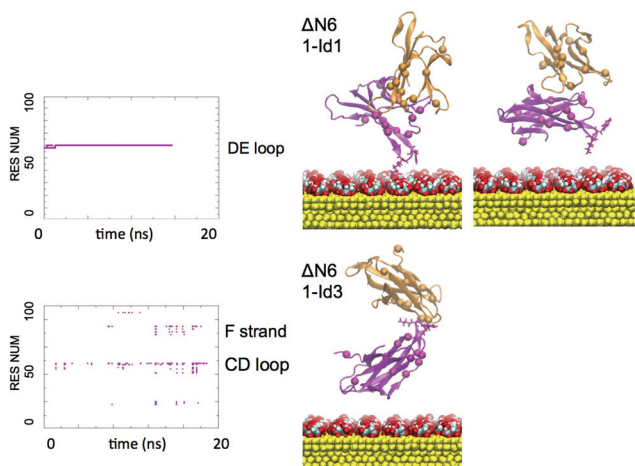 ΔN6
1-Id1
100
50
0
RES NUM
DE loop
0
20
time (ns)
ΔN6
1-Id3
100
50
0
RES NUM
F strand
CD loop
0
20
time (ns)